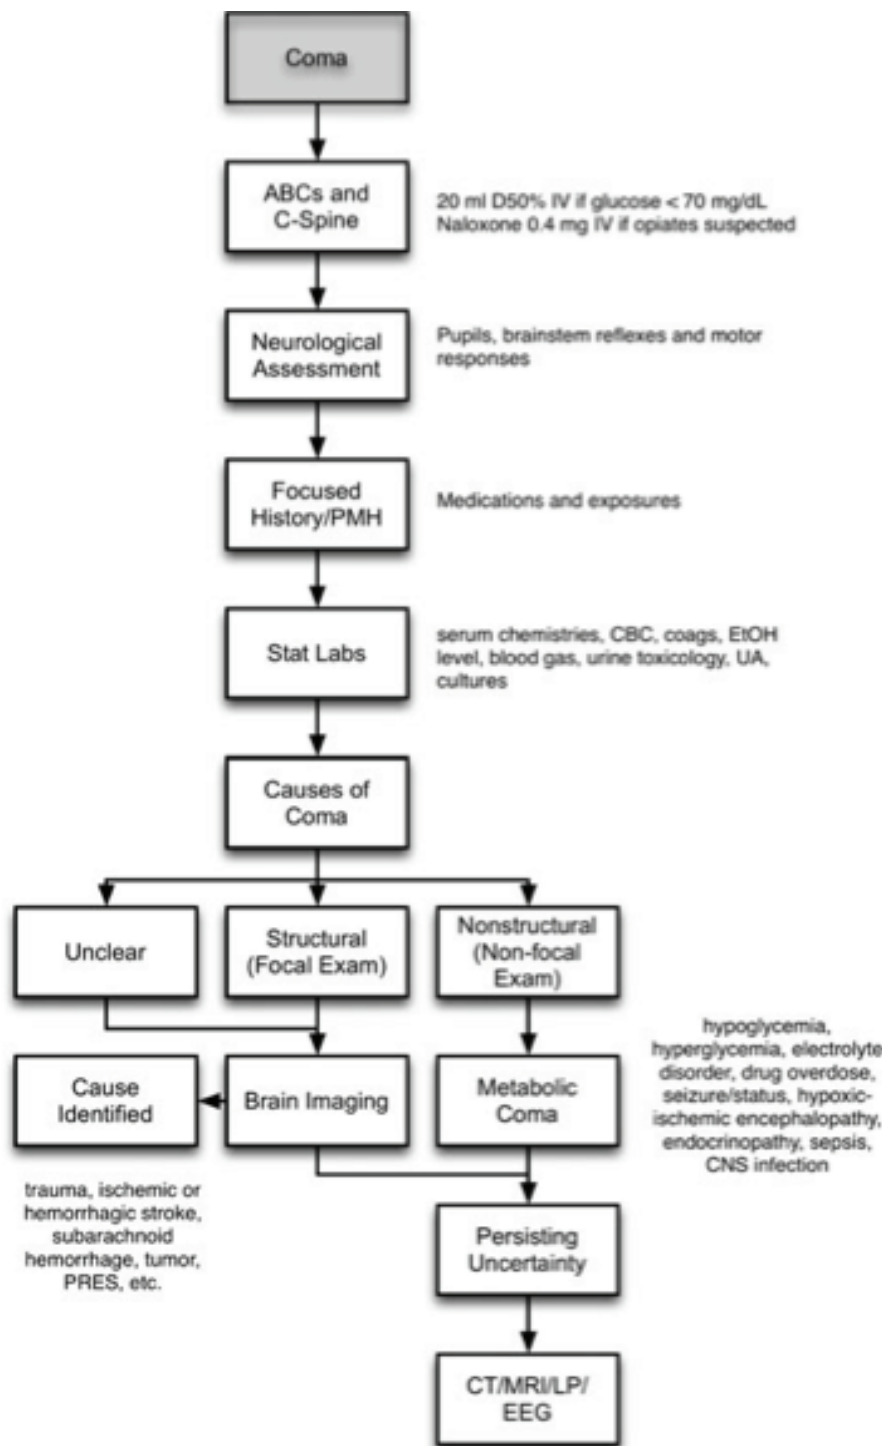 Coma
ABCs and
C-Spine
20 ml D50% IV if glucose < 70 mg/dL
Naloxone 0.4 mg IV if opiates suspected
Neurological
Assessment
Pupils, brainstem reflexes and motor
responses
Focused
History/PMH
Medications and exposures
Stat Labs
serum chemistries, CBC, coags, EtOH
level, blood gas, urine toxicology, UA,
cultures
Causes of
Coma
Unclear
Structural
(Focal Exam)
Nonstructural
(Non-focal
Exam)
Cause
Identified
Brain Imaging
Metabolic
Coma
hypoglycemia,
hyperglycemia, electrolyte
disorder, drug overdose,
seizure/status, hypoxic-
ischemic encephalopathy,
endocrinopathy, sepsis,
CNS infection
trauma, ischemic or
hemorrhagic stroke,
subarachnoid
hemorrhage, tumor,
PRES, etc.
Persisting
Uncertainty
CT/MRI/LP/
EEG